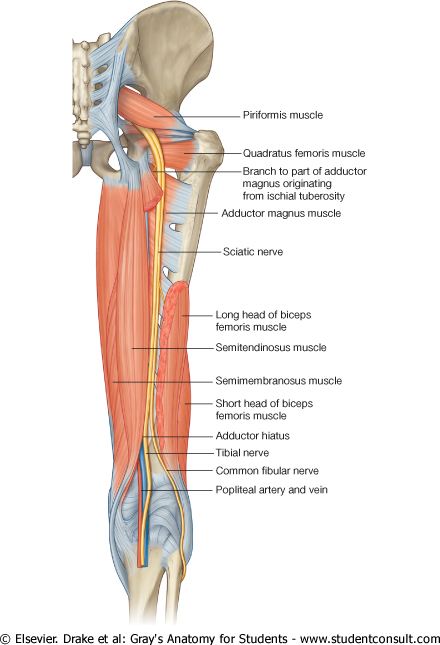 Piriformis muscle
Quadratus femoris muscle
Branch to part of adductor
magnus originating
from ischial tuberosity
Adductor magnus muscle
Sciatic nerve
Long head of biceps
femoris muscle
Semitendinosus muscle
Semimembranosus muscle
Short head of biceps
femoris muscle
Adductor hiatus
Tibial nerve
Common fibular nerve
Popliteal artery and vein
© Elsevier. Drake et al: Gray's Anatomy for Students - www.studentconsult.com